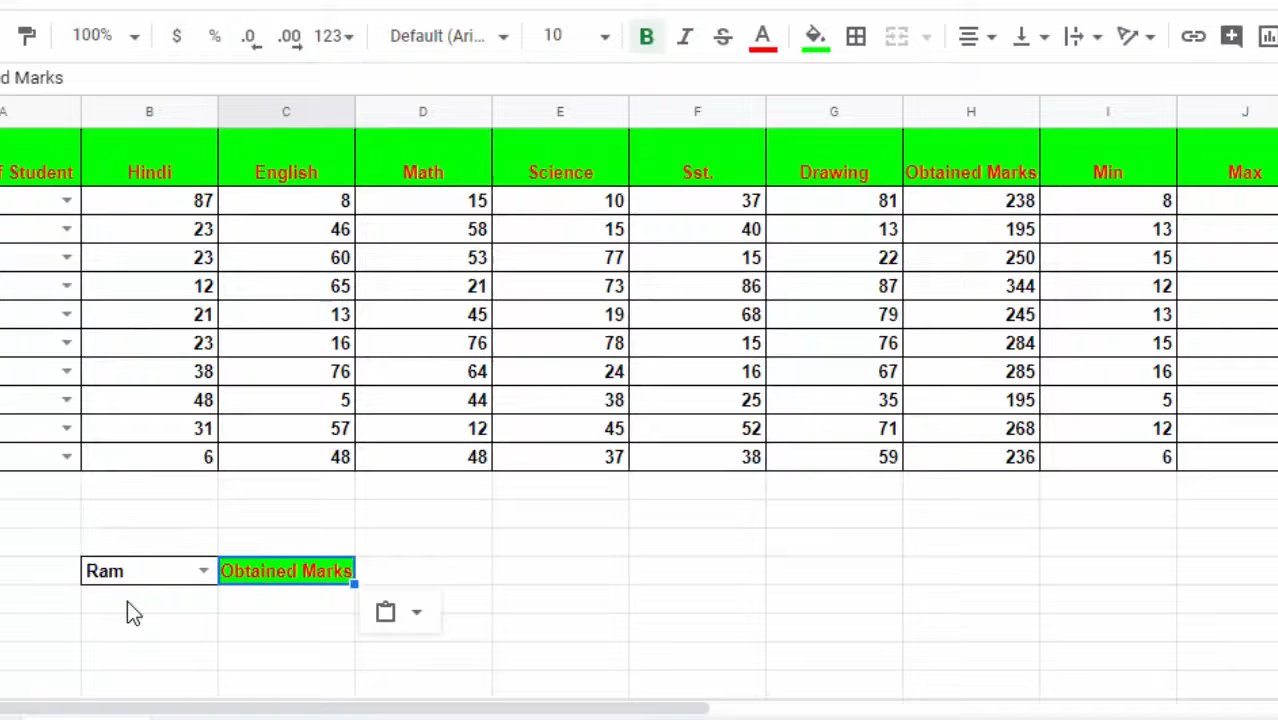 100% $ % .0 .00 123 Default (Ari... 10 B I S A
d Marks
A B C D E F G H I J
f Student Hindi English Math Science Sst. Drawing Obtained Marks Min Max
87 8 15 10 37 81 238 8
23 46 58 15 40 13 195 13
23 60 53 77 15 22 250 15
12 65 21 73 86 87 344 12
21 13 45 19 68 79 245 13
23 16 76 78 15 76 284 15
38 76 64 24 16 67 285 16
48 5 44 38 25 35 195 5
31 57 12 45 52 71 268 12
6 48 48 37 38 59 236 6
Ram Obtained Marks